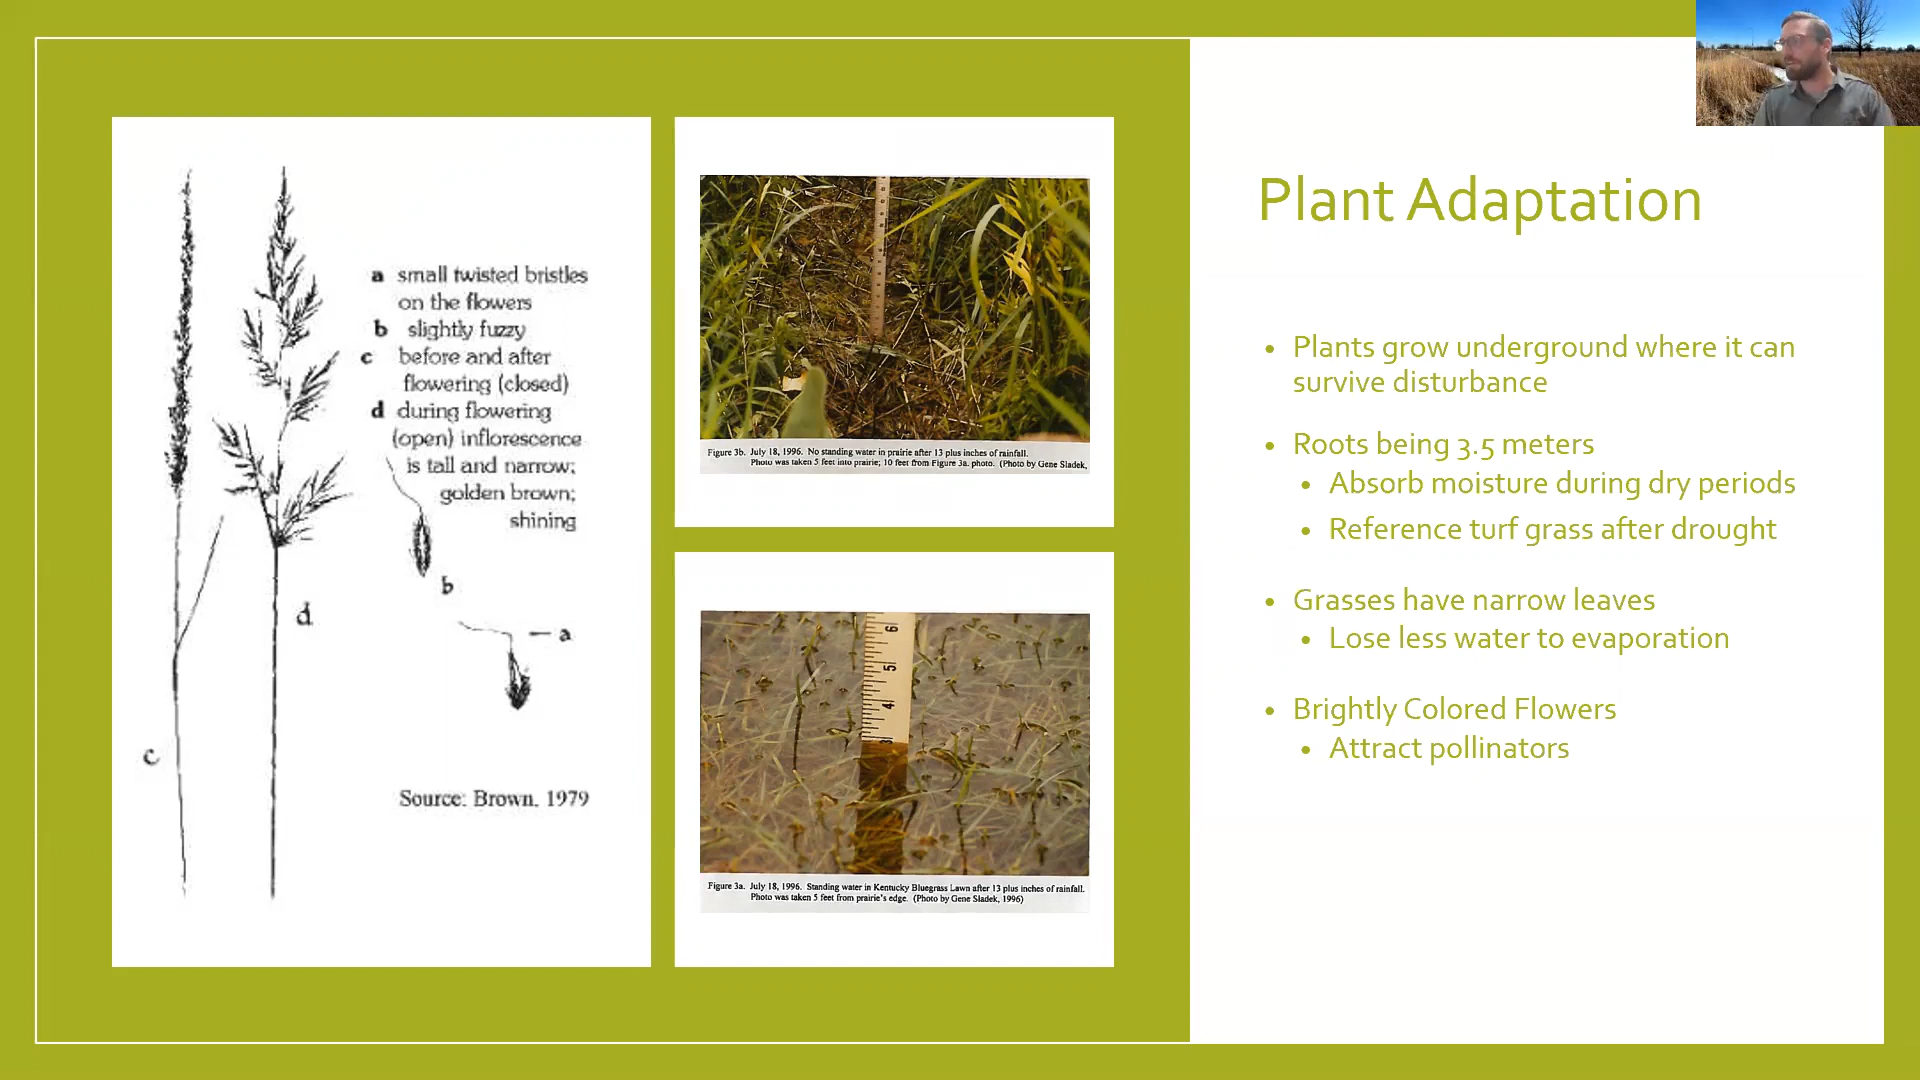 a small twisted bristles
on the flowers
b slightly fuzzy
c before and after
flowering (closed)
d during flowering
(open) inflorescence
is tall and narrow;
golden brown;
shining
b
a
d
c
Source: Brown, 1979
Figure 3b. July 18, 1996. No standing water in prairie after 13 plus inches of rainfall.
Photo was taken 5 feet into prairie; 10 feet from Figure 3a. photo. (Photo by Gene Sladek,
6
5
4
3
Figure 3a. July 18, 1996. Standing water in Kentucky Bluegrass Lawn after 13 plus inches of rainfall.
Photo was taken 5 feet from prairie's edge. (Photo by Gene Sladek, 1996)
Plant Adaptation
• Plants grow underground where it can
survive disturbance
• Roots being 3.5 meters
• Absorb moisture during dry periods
• Reference turf grass after drought
• Grasses have narrow leaves
• Lose less water to evaporation
• Brightly Colored Flowers
• Attract pollinators